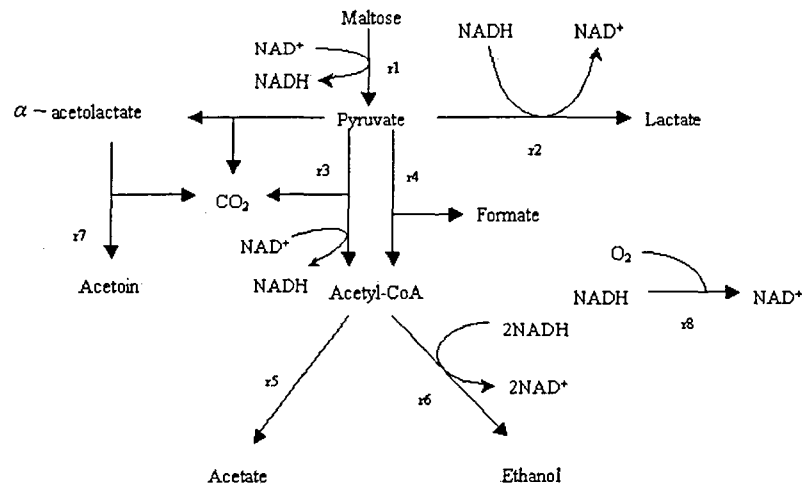 Maltose
NAD⁺
NADH
r1
NADH
NAD⁺
α - acetolactate
Pyruvate
Lactate
r2
r3
r4
CO₂
Formate
r7
NAD⁺
NADH
Acetoin
Acetyl-CoA
O₂
NADH
NAD⁺
r8
2NADH
2NAD⁺
r5
r6
Acetate
Ethanol